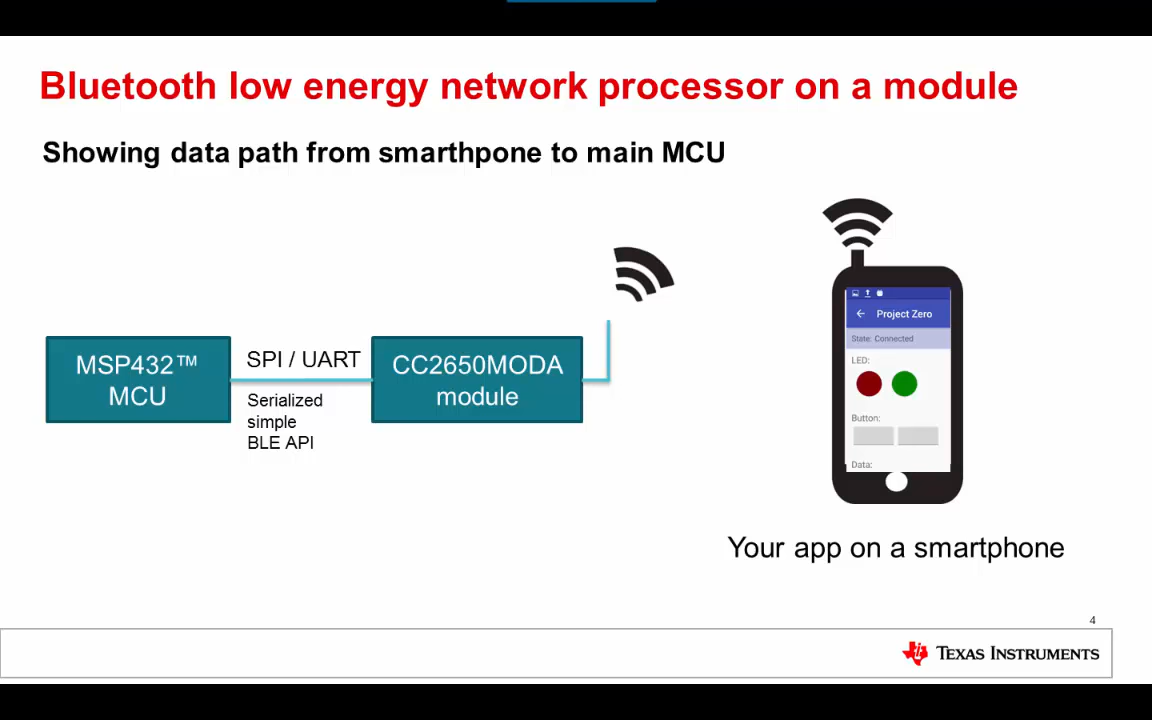 Bluetooth low energy network processor on a module
Showing data path from smarthpone to main MCU
MSP432™
MCU
SPI / UART
Serialized
simple
BLE API
CC2650MODA
module
Project Zero
State: Connected
LED:
Button:
Data:
Your app on a smartphone
4
TEXAS INSTRUMENTS